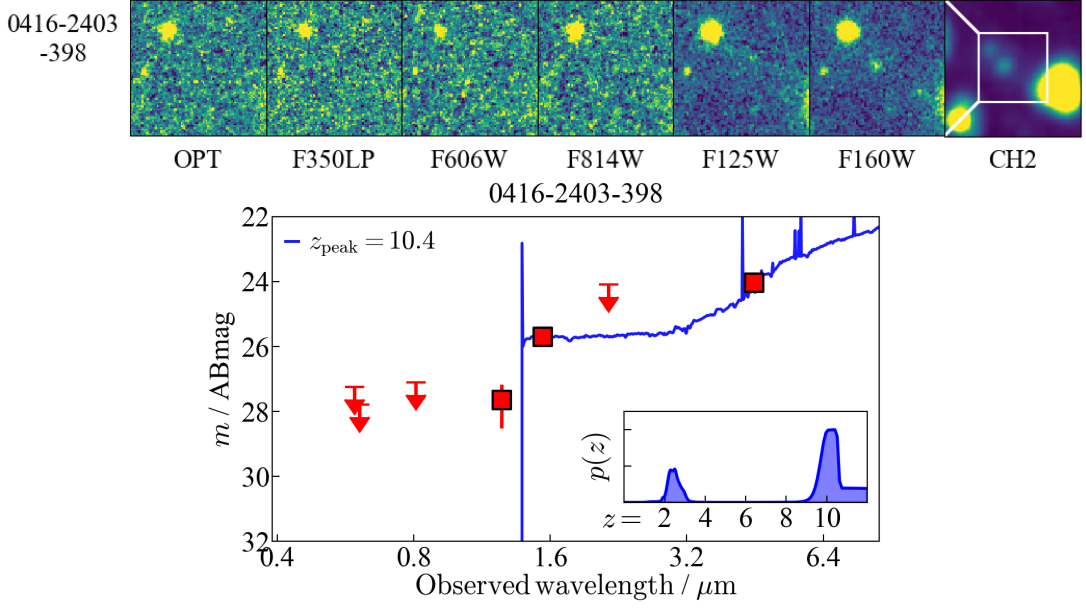 0416-2403
-398
OPT F350LP F606W F814W F125W F160W CH2
0416-2403-398
z_peak = 10.4
m / ABmag
22
24
26
28
30
32
0.4 0.8 1.6 3.2 6.4
Observed wavelength / μm
p(z)
z = 2 4 6 8 10